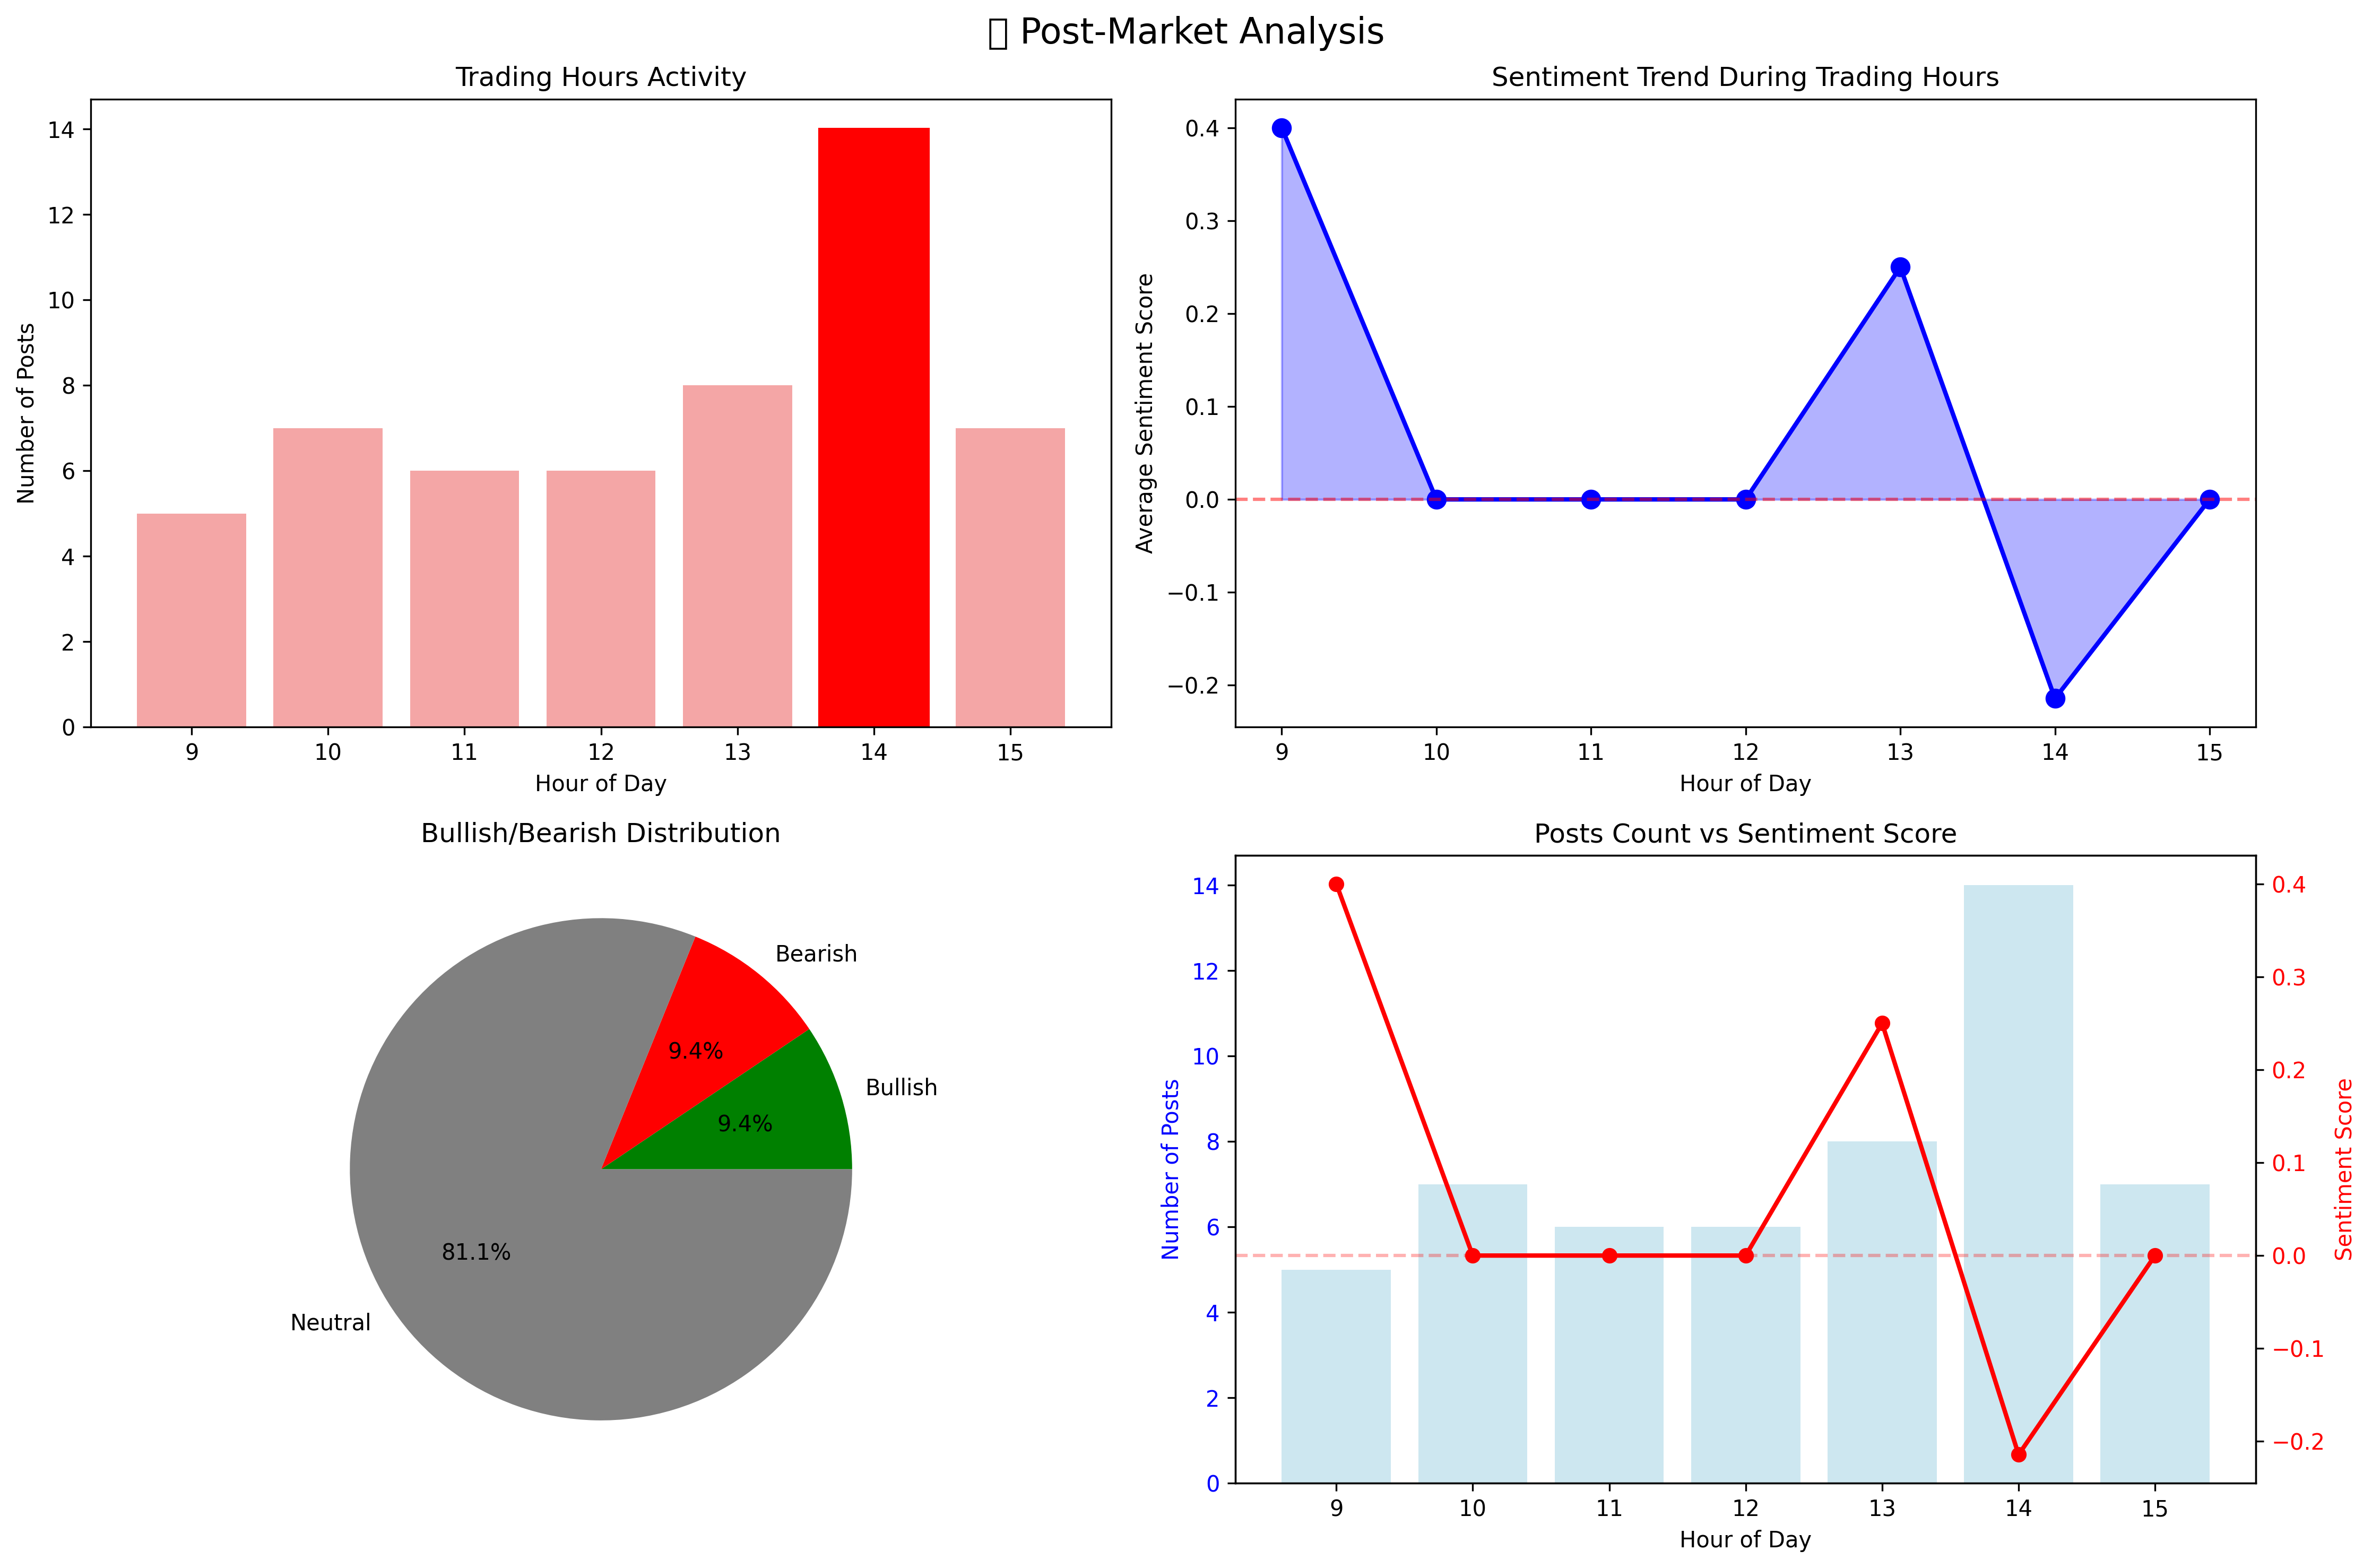 Post-Market Analysis
Trading Hours Activity
Number of Posts
14
12
10
8
6
4
2
0
9 10 11 12 13 14 15
Hour of Day
Sentiment Trend During Trading Hours
Average Sentiment Score
0.4
0.3
0.2
0.1
0.0
−0.1
−0.2
9 10 11 12 13 14 15
Hour of Day
Bullish/Bearish Distribution
Bearish
9.4%
Bullish
9.4%
81.1%
Neutral
Posts Count vs Sentiment Score
Number of Posts
14
12
10
8
6
4
2
0
9 10 11 12 13 14 15
Hour of Day
0.4
0.3
0.2
0.1
0.0
−0.1
−0.2
Sentiment Score